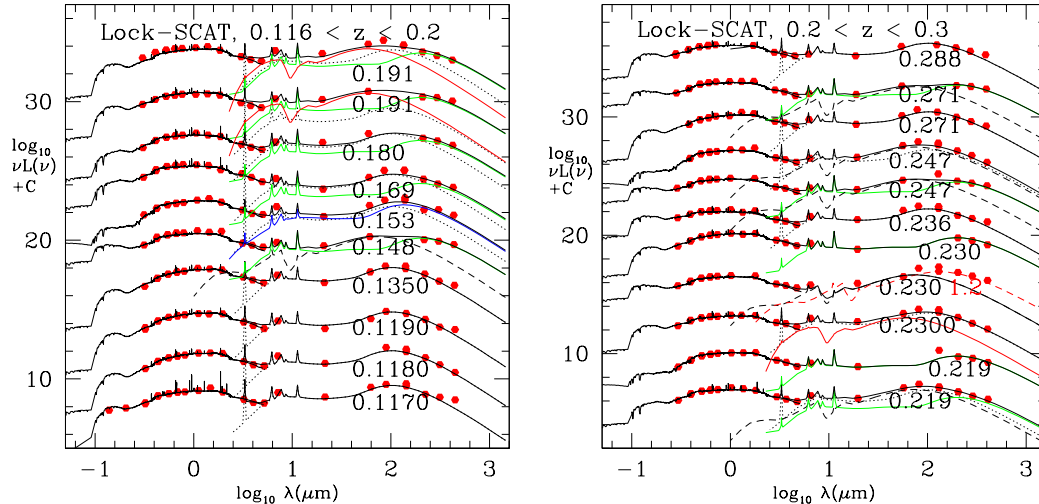 Lock-SCAT, 0.116 < z < 0.2
0.191
30
0.191
log10
νL(ν)
+C
0.180
0.169
0.153
20
0.148
0.1350
0.1190
0.1180
10
0.1170
−1 0 1 2 3
log10 λ(μm)
Lock-SCAT, 0.2 < z < 0.3
0.288
0.271
30
0.271
log10
νL(ν)
+C
0.247
0.247
0.236
20
0.230
0.230 1.2
0.2300
10
0.219
0.219
−1 0 1 2 3
log10 λ(μm)